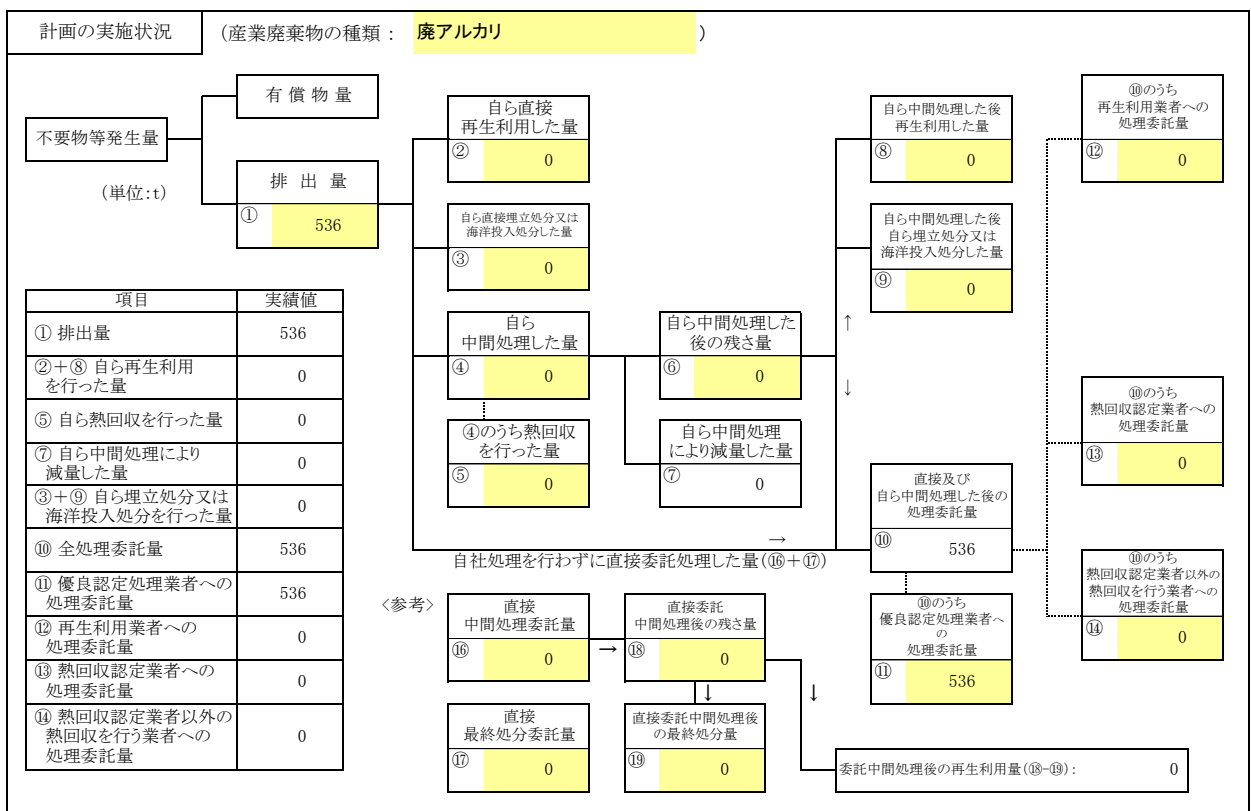 計画の実施状況
(産業廃棄物の種類： 廃アルカリ )
不要物等発生量
(単位:t)
有償物量
排出量
① 536
自ら直接
再生利用した量
② 0
自ら直接埋立処分又は
海洋投入処分した量
③ 0
自ら
中間処理した量
④ 0
④のうち熱回収
を行った量
⑤ 0
自ら中間処理した
後の残さ量
⑥ 0
自ら中間処理
により減量した量
⑦ 0
自ら中間処理した後
再生利用した量
⑧ 0
自ら中間処理した後
自ら埋立処分又は
海洋投入処分した量
⑨ 0
↑
↓
直接及び
自ら中間処理した後の
処理委託量
⑩ 536
⑩のうち
優良認定処理業者へ
の
処理委託量
⑪ 536
⑩のうち
再生利用業者への
処理委託量
⑫ 0
⑩のうち
熱回収認定業者への
処理委託量
⑬ 0
⑩のうち
熱回収認定業者以外の
熱回収を行う業者への
処理委託量
⑭ 0
→
自社処理を行わずに直接委託処理した量(⑯＋⑰)
〈参考〉
直接
中間処理委託量
⑯ 0
→
直接委託
中間処理後の残さ量
⑱ 0
↓
↓
直接
最終処分委託量
⑰ 0
直接委託中間処理後
の最終処分量
⑲ 0
委託中間処理後の再生利用量(⑱-⑲)： 0
項目 実績値
① 排出量 536
②＋⑧ 自ら再生利用
を行った量 0
⑤ 自ら熱回収を行った量 0
⑦ 自ら中間処理により
減量した量 0
③＋⑨ 自ら埋立処分又は
海洋投入処分を行った量 0
⑩ 全処理委託量 536
⑪ 優良認定処理業者への
処理委託量 536
⑫ 再生利用業者への
処理委託量 0
⑬ 熱回収認定業者への
処理委託量 0
⑭ 熱回収認定業者以外の
熱回収を行う業者への
処理委託量 0